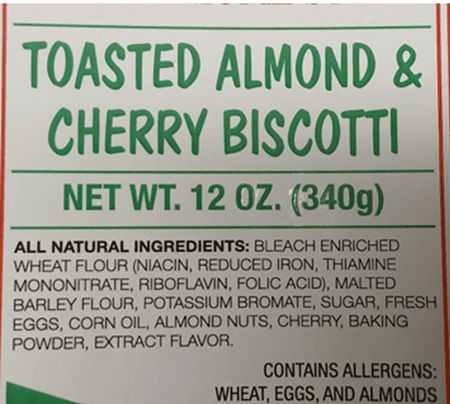 TOASTED ALMOND &
CHERRY BISCOTTI
NET WT. 12 OZ. (340g)
ALL NATURAL INGREDIENTS: BLEACH ENRICHED
WHEAT FLOUR (NIACIN, REDUCED IRON, THIAMINE
MONONITRATE, RIBOFLAVIN, FOLIC ACID), MALTED
BARLEY FLOUR, POTASSIUM BROMATE, SUGAR, FRESH
EGGS, CORN OIL, ALMOND NUTS, CHERRY, BAKING
POWDER, EXTRACT FLAVOR.
CONTAINS ALLERGENS:
WHEAT, EGGS, AND ALMONDS